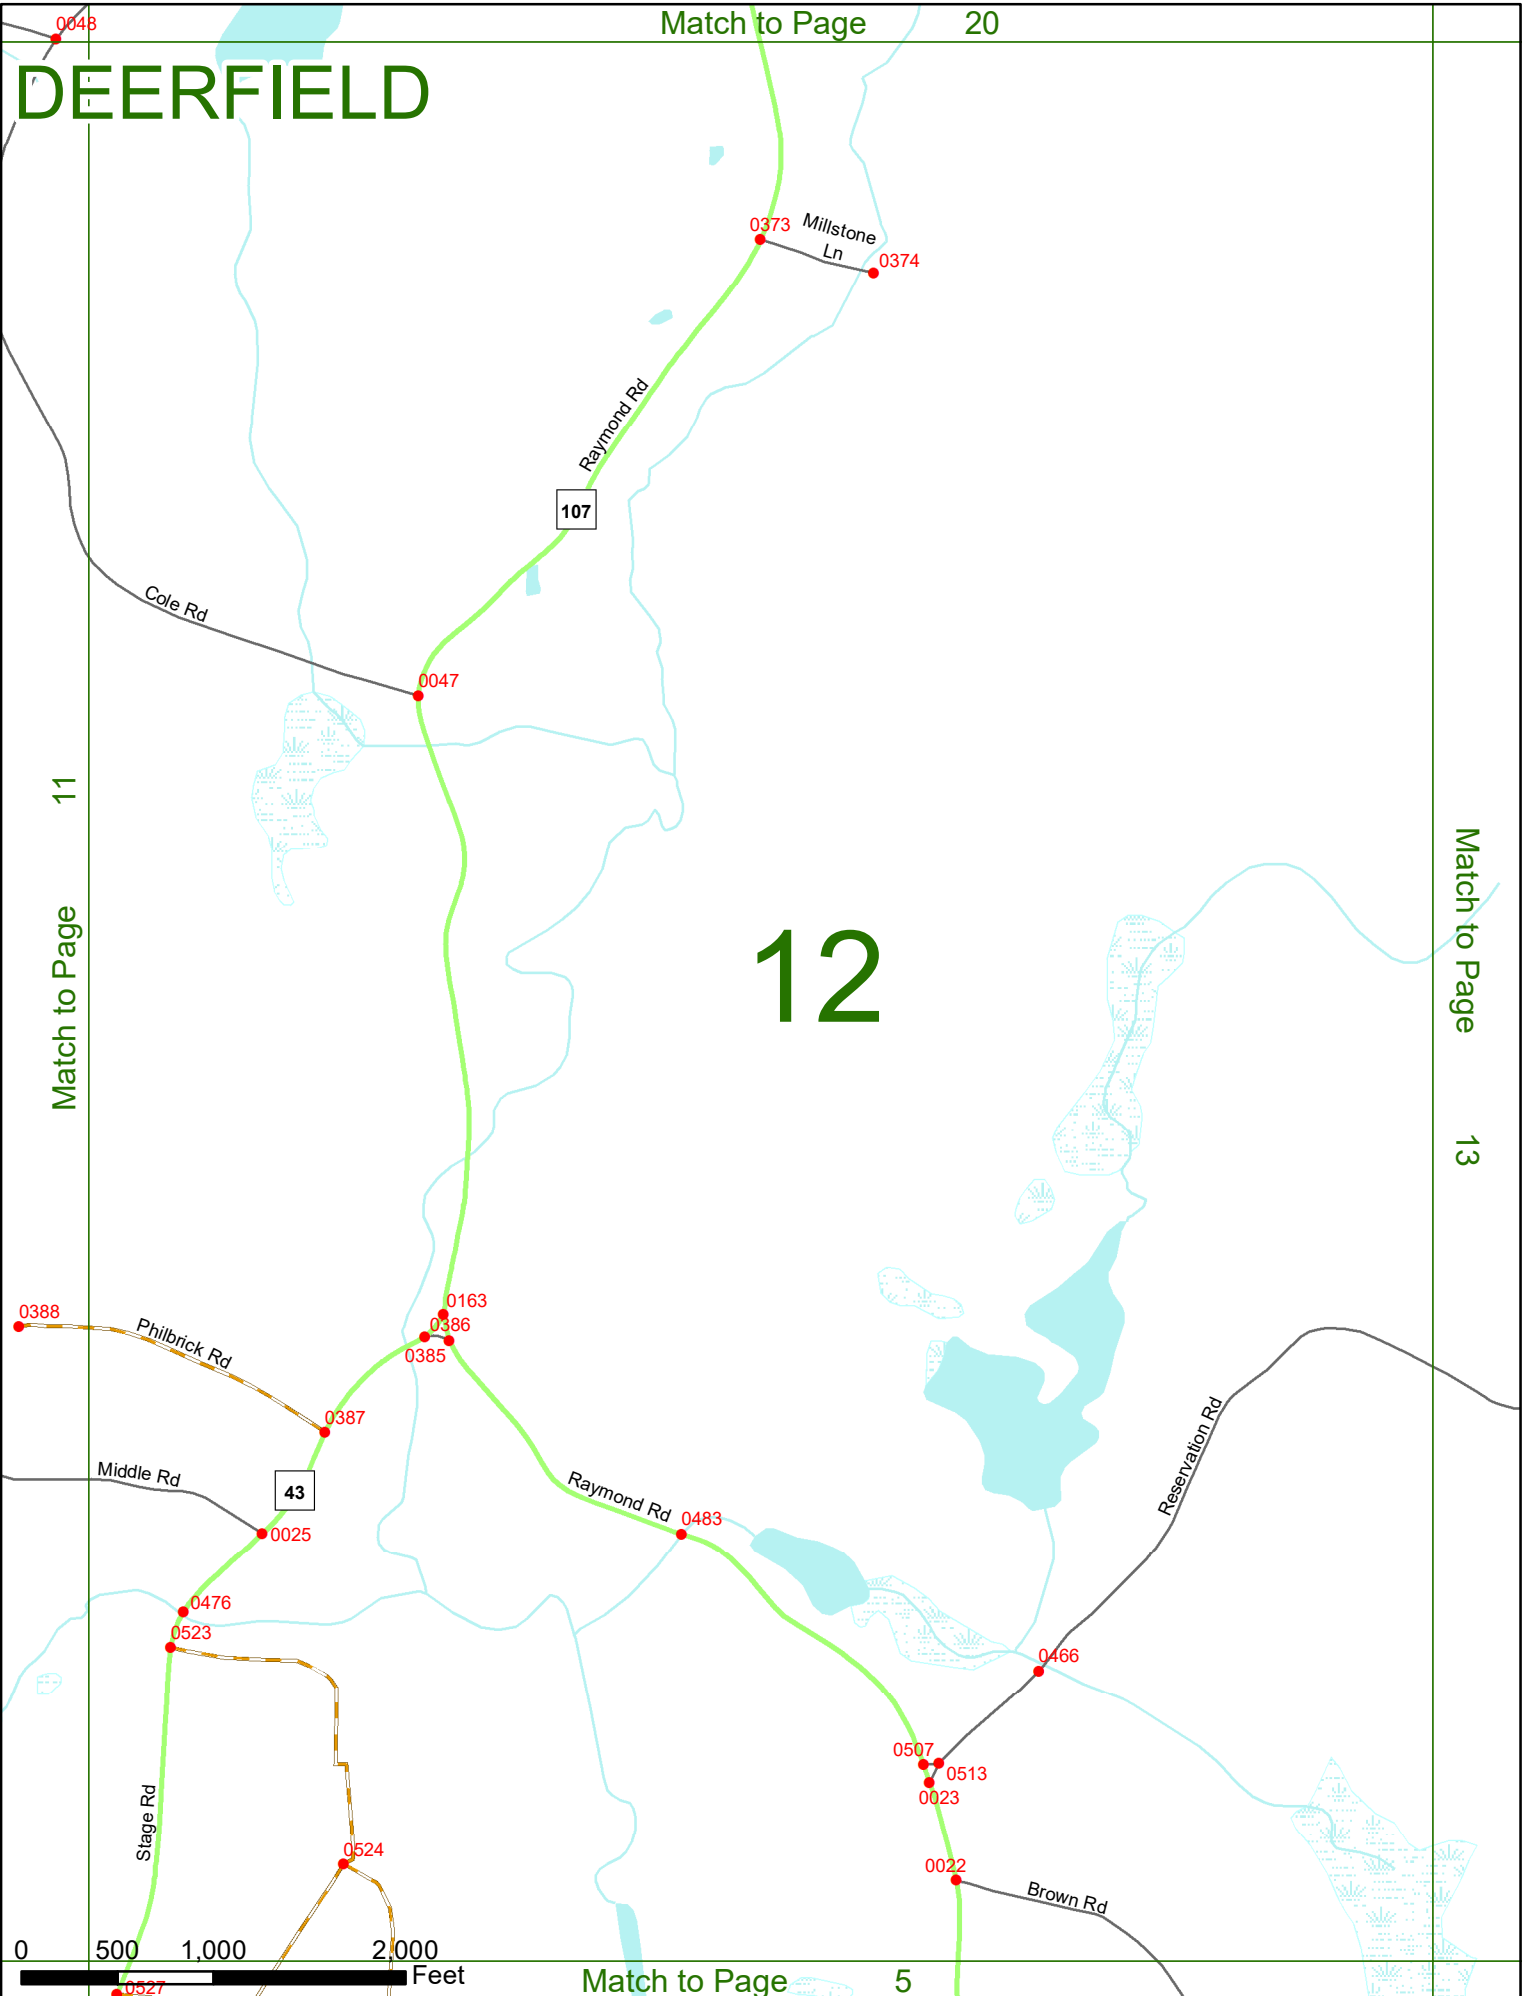 0048
Match to Page 20
DEERFIELD
0373
Millstone
Ln
0374
Raymond Rd
107
Cole Rd
0047
Match to Page 11
12
Match to Page 13
0163
0386
0385
0388
Philbrick Rd
0387
Middle Rd
43
0025
Raymond Rd
0483
Reservation Rd
0476
0523
0466
0507
0513
0023
Stage Rd
0524
0022
Brown Rd
0 500 1,000 2,000
Feet
0527
Match to Page 5